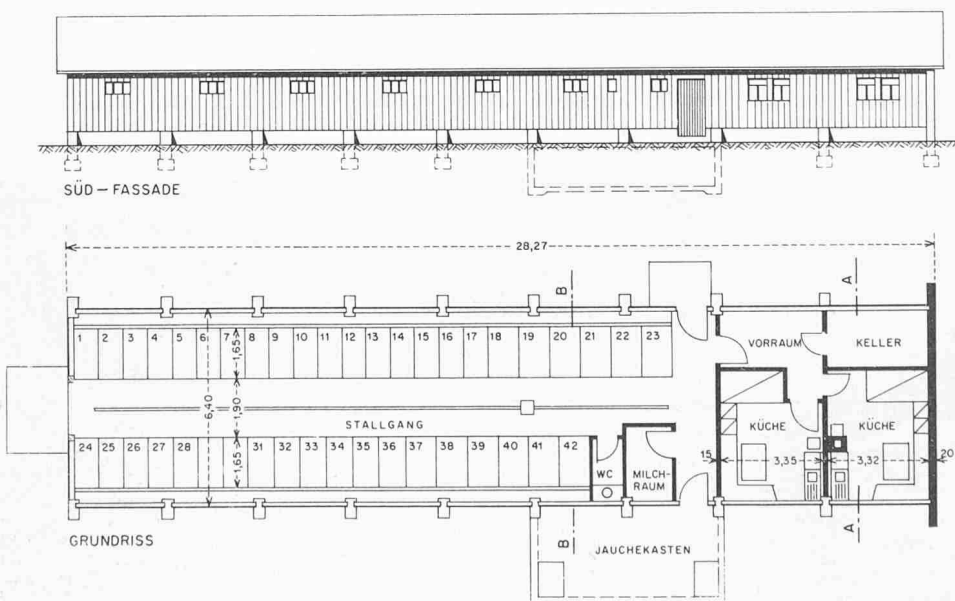 SÜD – FASSADE
28,27
B A
1 2 3 4 5 6 7 8 9 10 11 12 13 14 15 16 17 18 19 20 21 22 23
1,65
VORRAUM KELLER
6,40 1,90
STALLGANG
KÜCHE KÜCHE
24 25 26 27 28 31 32 33 34 35 36 37 38 39 40 41 42
1,65
15 3,35 3,32 20
WC MILCH-
RAUM
A
GRUNDRISS
B JAUCHEKASTEN